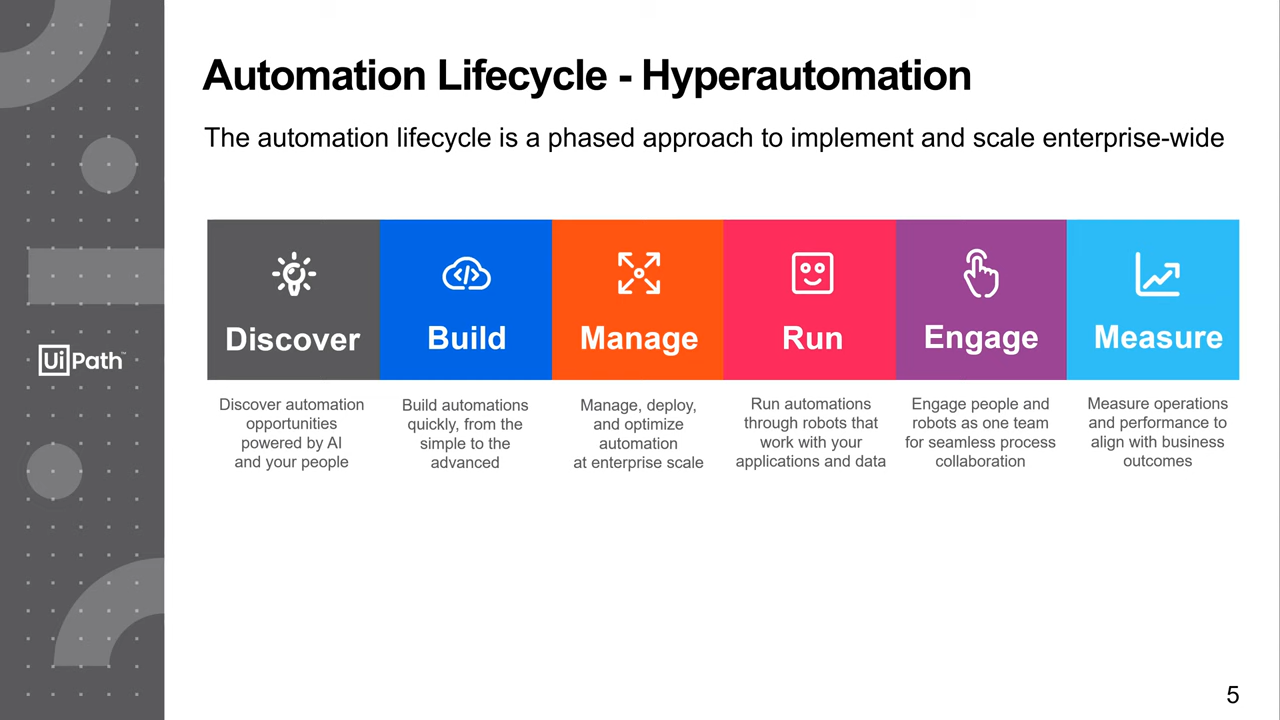 Automation Lifecycle - Hyperautomation
The automation lifecycle is a phased approach to implement and scale enterprise-wide
UiPath™
Discover
Discover automation
opportunities
powered by AI
and your people
Build
Build automations
quickly, from the
simple to the
advanced
Manage
Manage, deploy,
and optimize
automation
at enterprise scale
Run
Run automations
through robots that
work with your
applications and data
Engage
Engage people and
robots as one team
for seamless process
collaboration
Measure
Measure operations
and performance to
align with business
outcomes
5